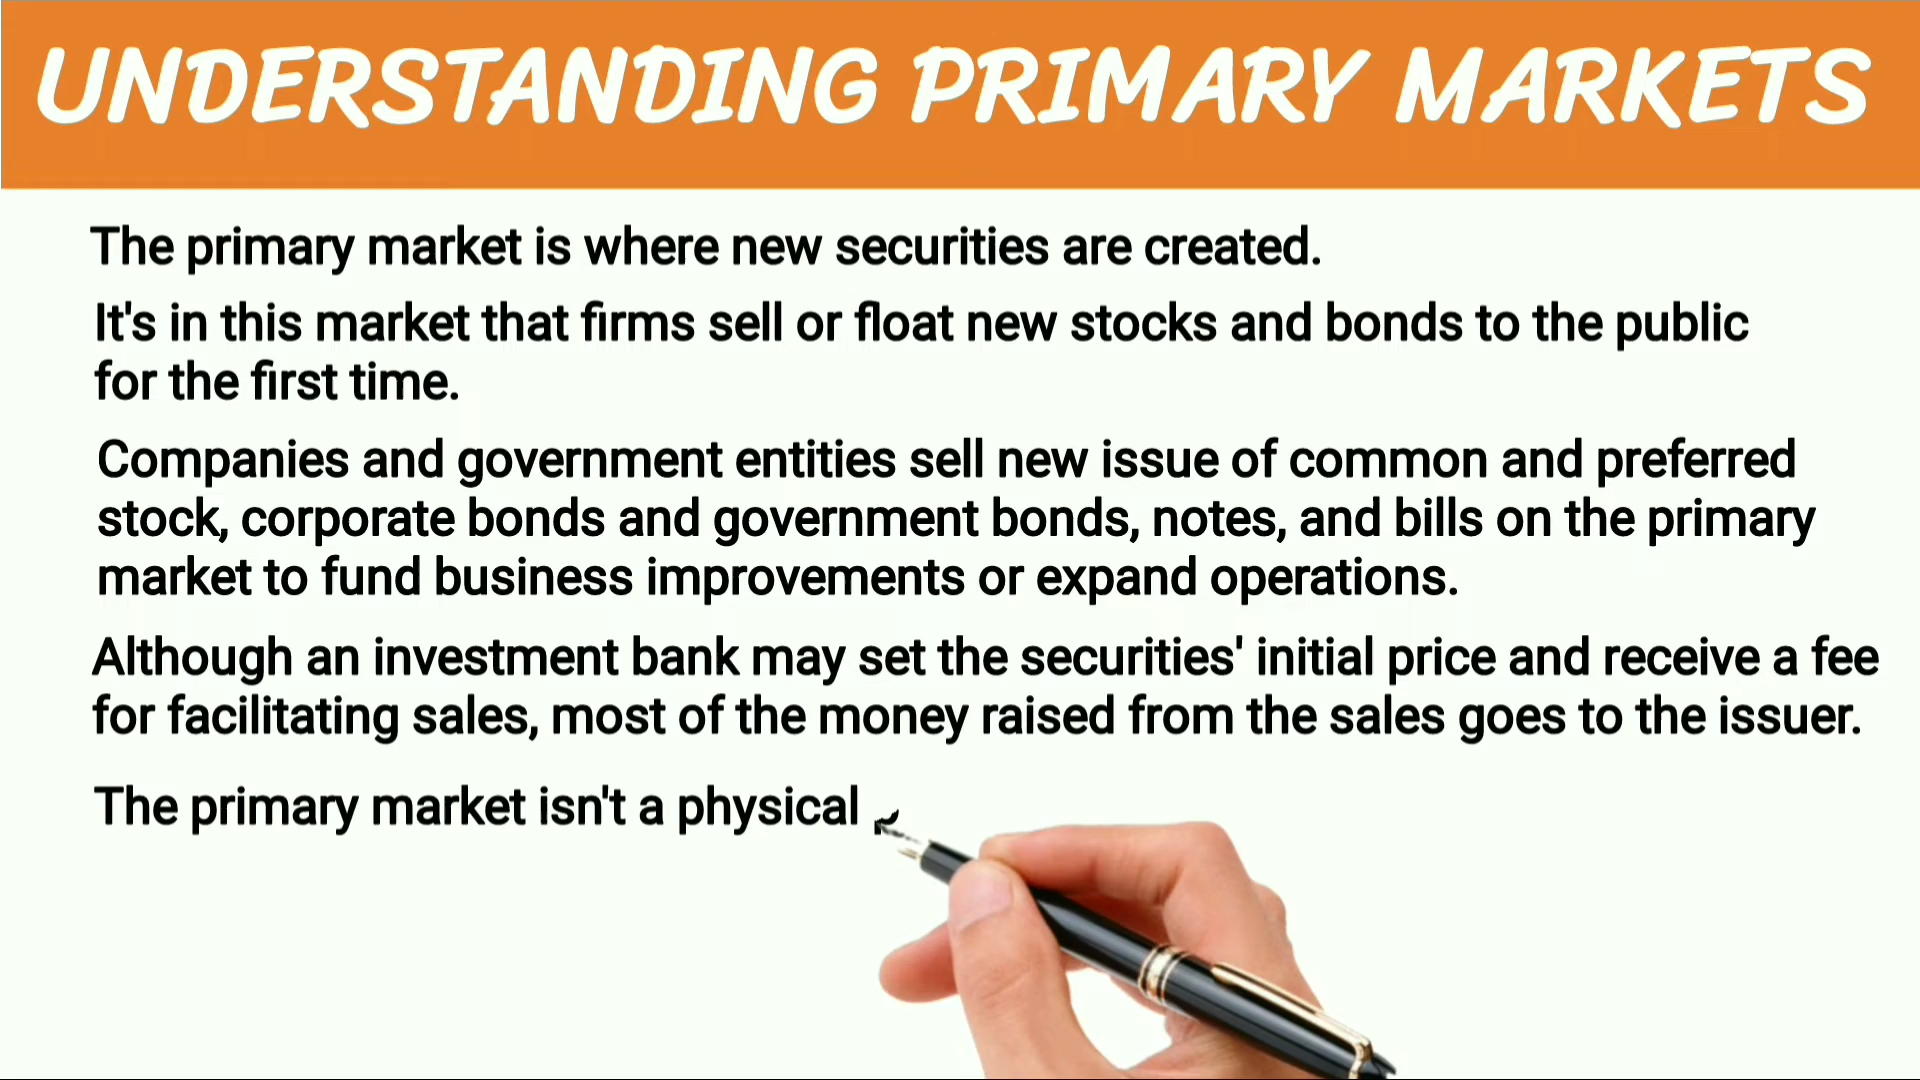 UNDERSTANDING PRIMARY MARKETS
The primary market is where new securities are created.
It's in this market that firms sell or float new stocks and bonds to the public
for the first time.
Companies and government entities sell new issue of common and preferred
stock, corporate bonds and government bonds, notes, and bills on the primary
market to fund business improvements or expand operations.
Although an investment bank may set the securities' initial price and receive a fee
for facilitating sales, most of the money raised from the sales goes to the issuer.
The primary market isn't a physical